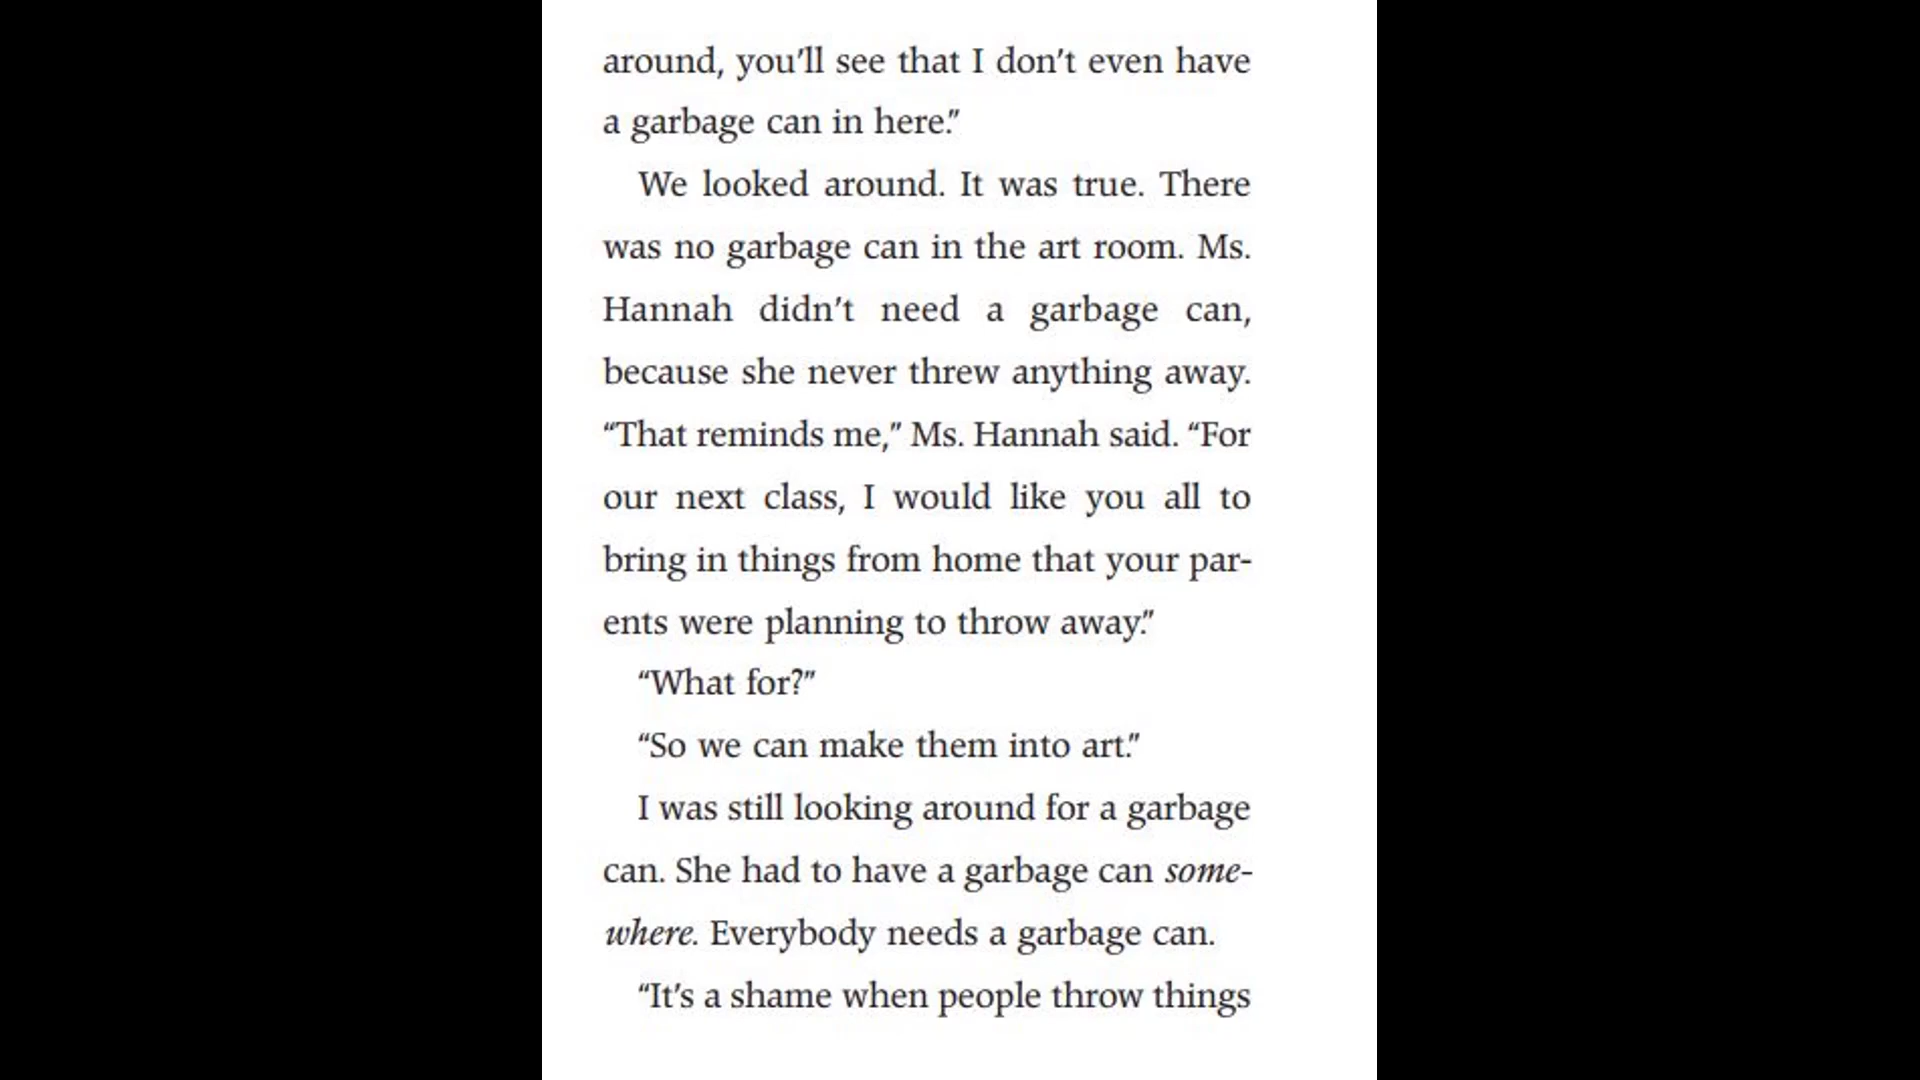 around, you’ll see that I don’t even have
a garbage can in here.”
We looked around. It was true. There
was no garbage can in the art room. Ms.
Hannah didn’t need a garbage can,
because she never threw anything away.
“That reminds me,” Ms. Hannah said. “For
our next class, I would like you all to
bring in things from home that your par-
ents were planning to throw away.”
“What for?”
“So we can make them into art.”
I was still looking around for a garbage
can. She had to have a garbage can some-
where. Everybody needs a garbage can.
“It’s a shame when people throw things